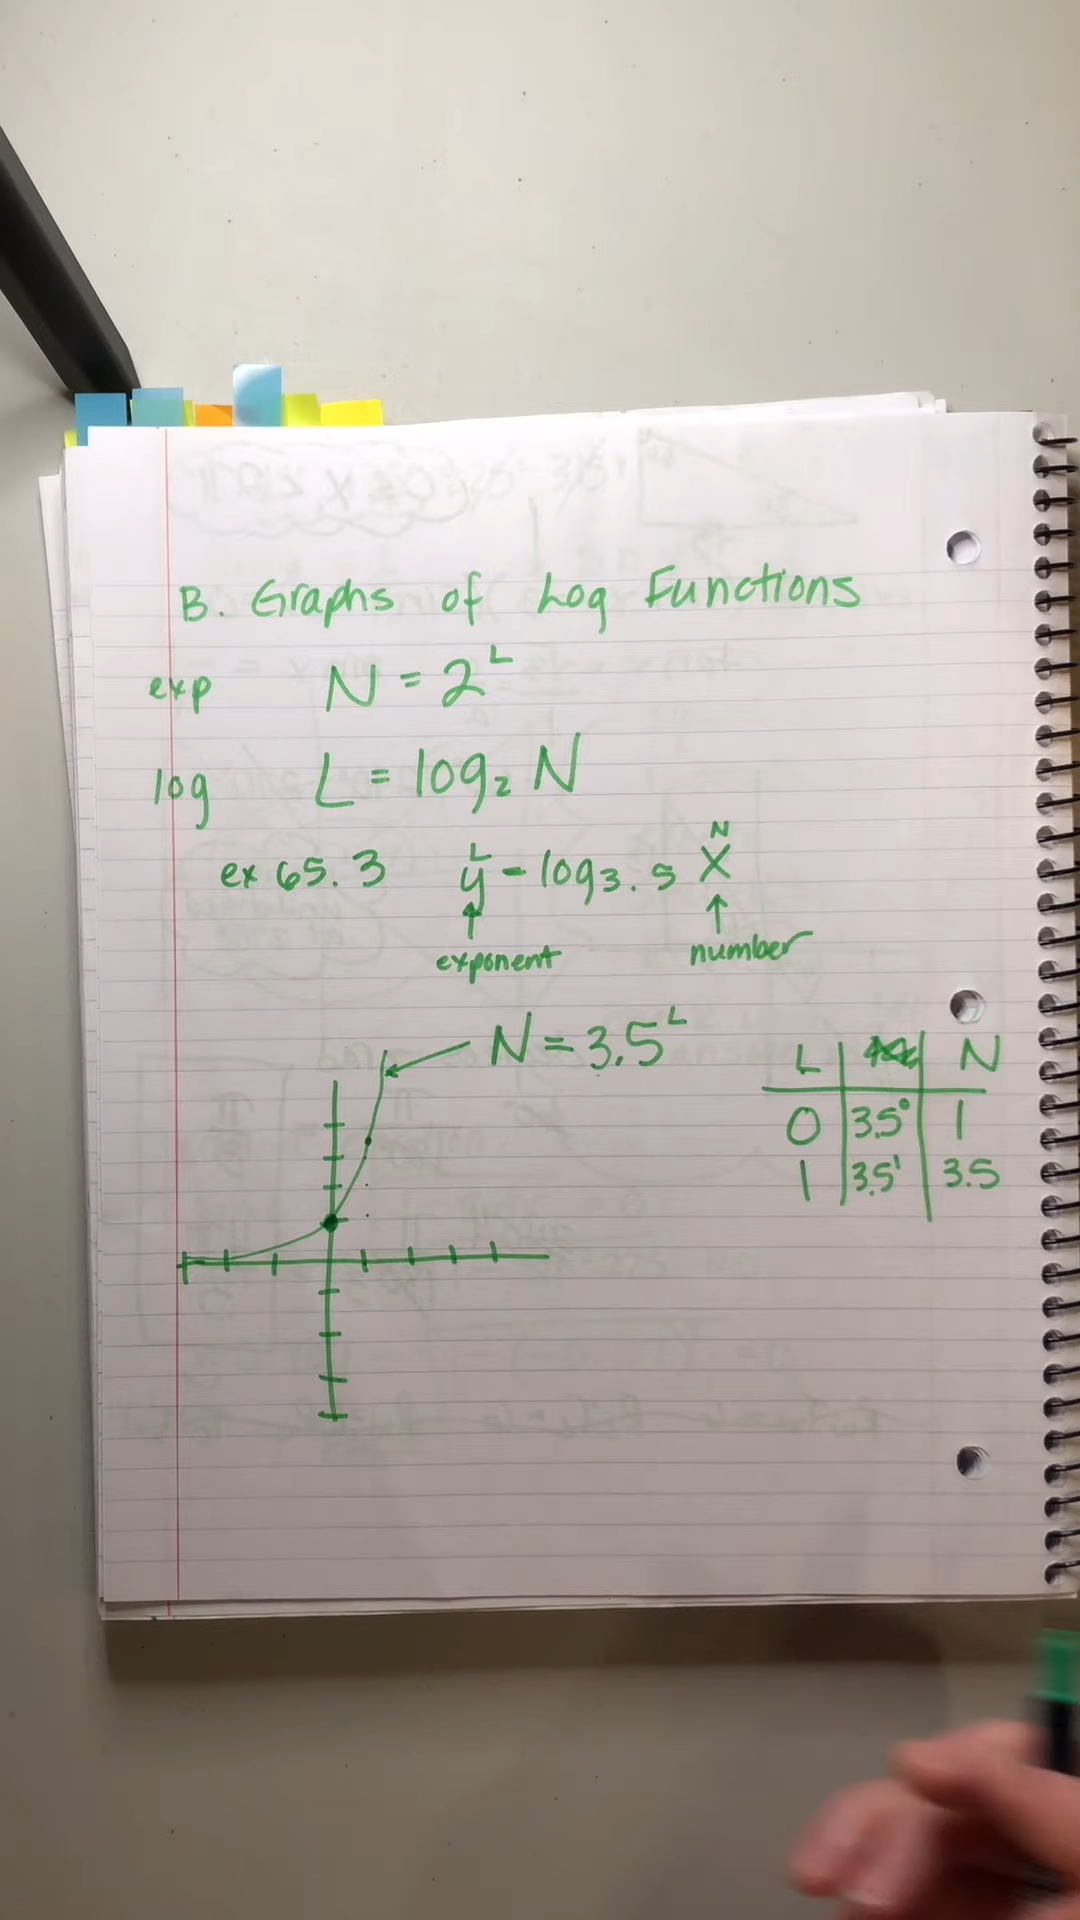 B. Graphs of Log Functions
exp N = 2^L
log L = log₂ N
L N
ex 65.3 y = log₃.₅ X
exponent number
N = 3.5^L
L N
0 3.5⁰ 1
1 3.5¹ 3.5